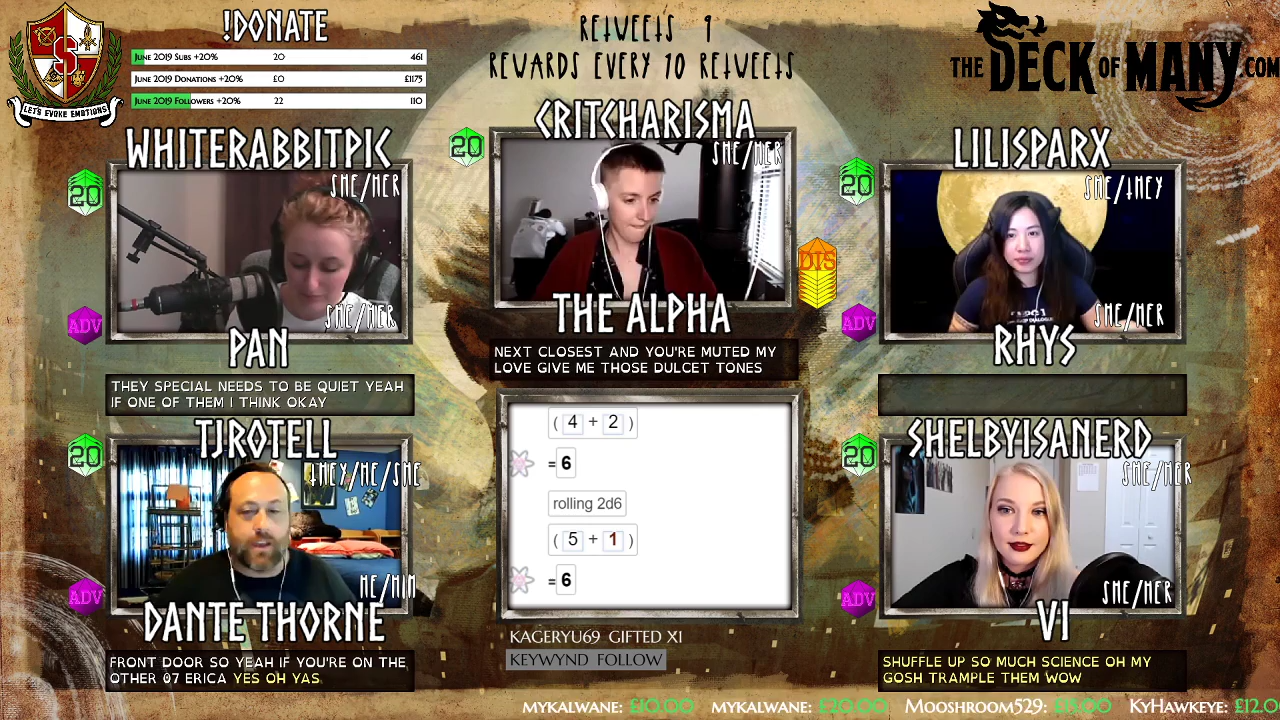 !DONATE
JUNE 2019 SUBS +20% 20 461
JUNE 2019 DONATIONS +20% £0 £1175
JUNE 2019 FOLLOWERS +20% 22 110
LET'S EVOKE EMOTIONS
RETWEETS 9
REWARDS EVERY 10 RETWEETS
THE DECK OF MANY.COM
WHITERABBITPIC
SHE/HER
20
SHE/HER
ADV
PAN
THEY SPECIAL NEEDS TO BE QUIET YEAH
IF ONE OF THEM I THINK OKAY
CRITCHARISMA
SHE/HER
20
DTS
THE ALPHA
NEXT CLOSEST AND YOU'RE MUTED MY
LOVE GIVE ME THOSE DULCET TONES
LILISPARX
SHE/THEY
20
SHE/HER
ADV
RHYS
TJROTELL
THEY/HE/SHE
20
HE/HIM
ADV
DANTE THORNE
FRONT DOOR SO YEAH IF YOU'RE ON THE
OTHER 07 ERICA YES OH YAS
( 4 + 2 )
= 6
rolling 2d6
( 5 + 1 )
= 6
KAGERYU69 GIFTED X1
KEYWYND FOLLOW
SHELBYISANERD
SHE/HER
20
SHE/HER
ADV
VI
SHUFFLE UP SO MUCH SCIENCE OH MY
GOSH TRAMPLE THEM WOW
MYKALWANE: £10.00 MYKALWANE: £20.00 MOOSHROOM529: £15.00 KYHAWKEYE: £12.0